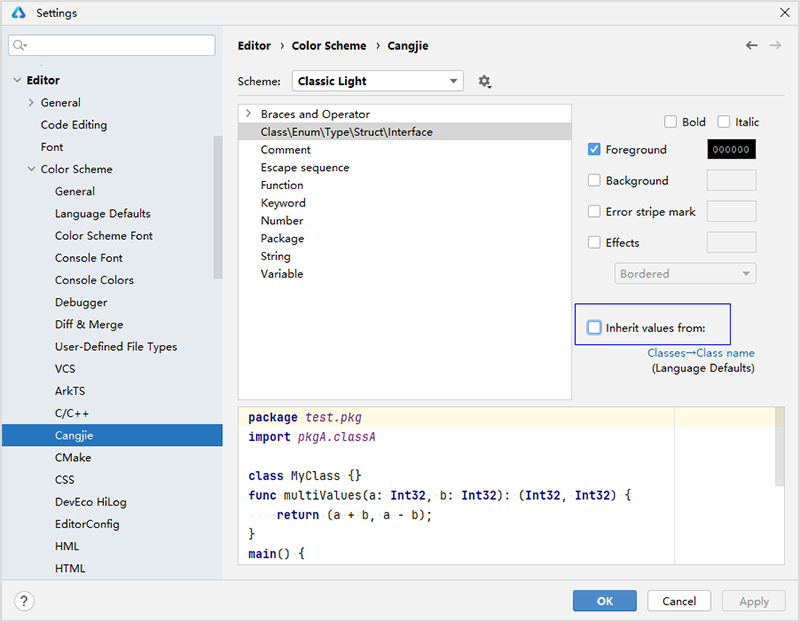 Settings
Editor
General
Code Editing
Font
Color Scheme
General
Language Defaults
Color Scheme Font
Console Font
Console Colors
Debugger
Diff & Merge
User-Defined File Types
VCS
ArkTS
C/C++
Cangjie
CMake
CSS
DevEco HiLog
EditorConfig
HML
HTML
Editor › Color Scheme › Cangjie
Scheme: Classic Light
Braces and Operator
Class\Enum\Type\Struct\Interface
Comment
Escape sequence
Function
Keyword
Number
Package
String
Variable
Bold Italic
Foreground 000000
Background
Error stripe mark
Effects
Bordered
Inherit values from:
Classes→Class name
(Language Defaults)
package test.pkg
import pkgA.classA
class MyClass {}
func multiValues(a: Int32, b: Int32): (Int32, Int32) {
return (a + b, a - b);
}
main() {
? OK Cancel Apply